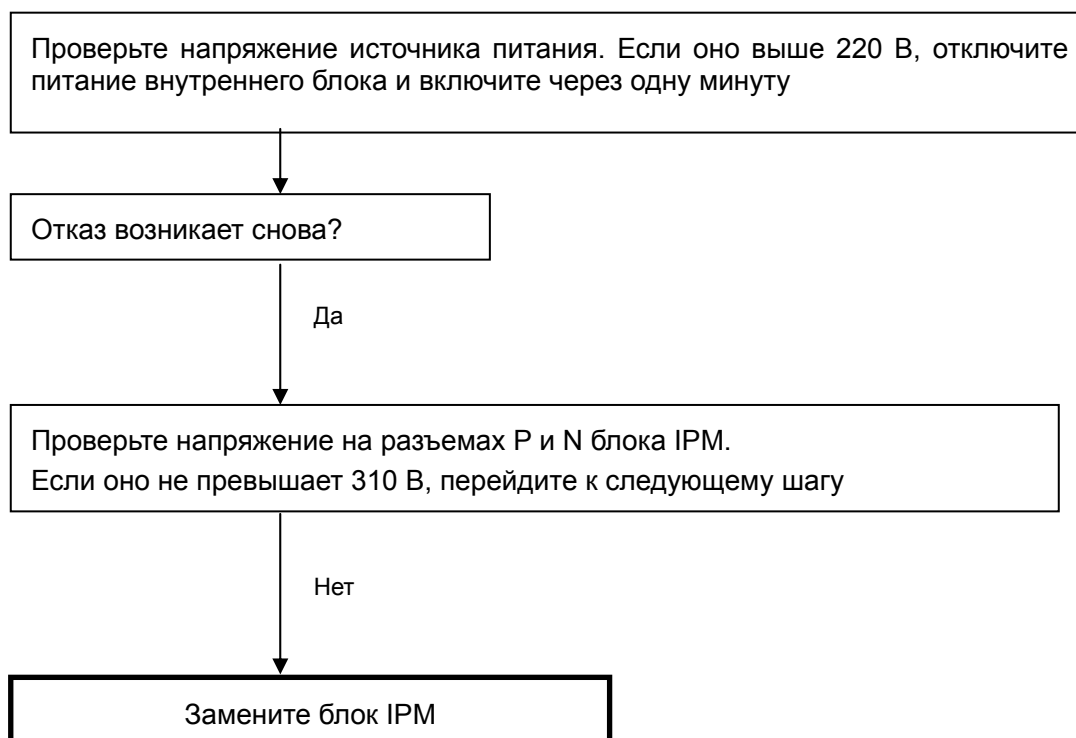 Проверьте напряжение источника питания. Если оно выше 220 В, отключите
питание внутреннего блока и включите через одну минуту
Отказ возникает снова?
Да
Проверьте напряжение на разъемах P и N блока IPM.
Если оно не превышает 310 В, перейдите к следующему шагу
Нет
Замените блок IPM